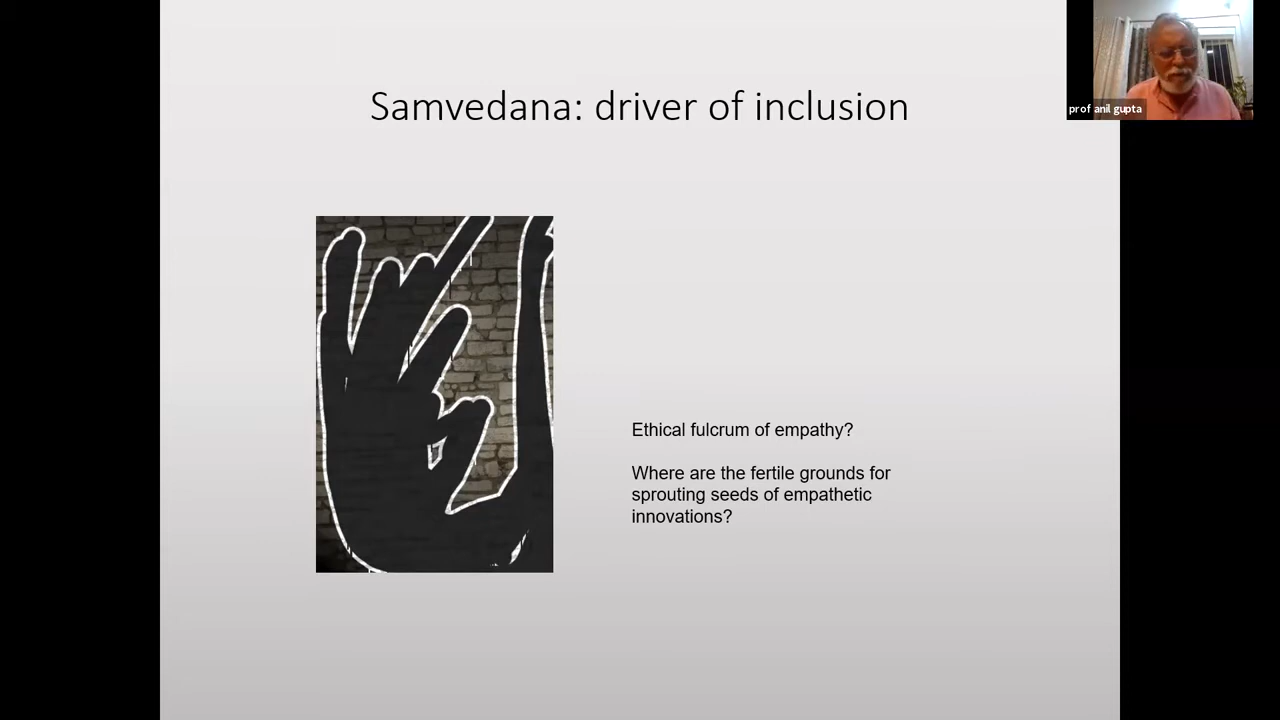 Samvedana: driver of inclusion
prof anil gupta
Ethical fulcrum of empathy?
Where are the fertile grounds for
sprouting seeds of empathetic
innovations?